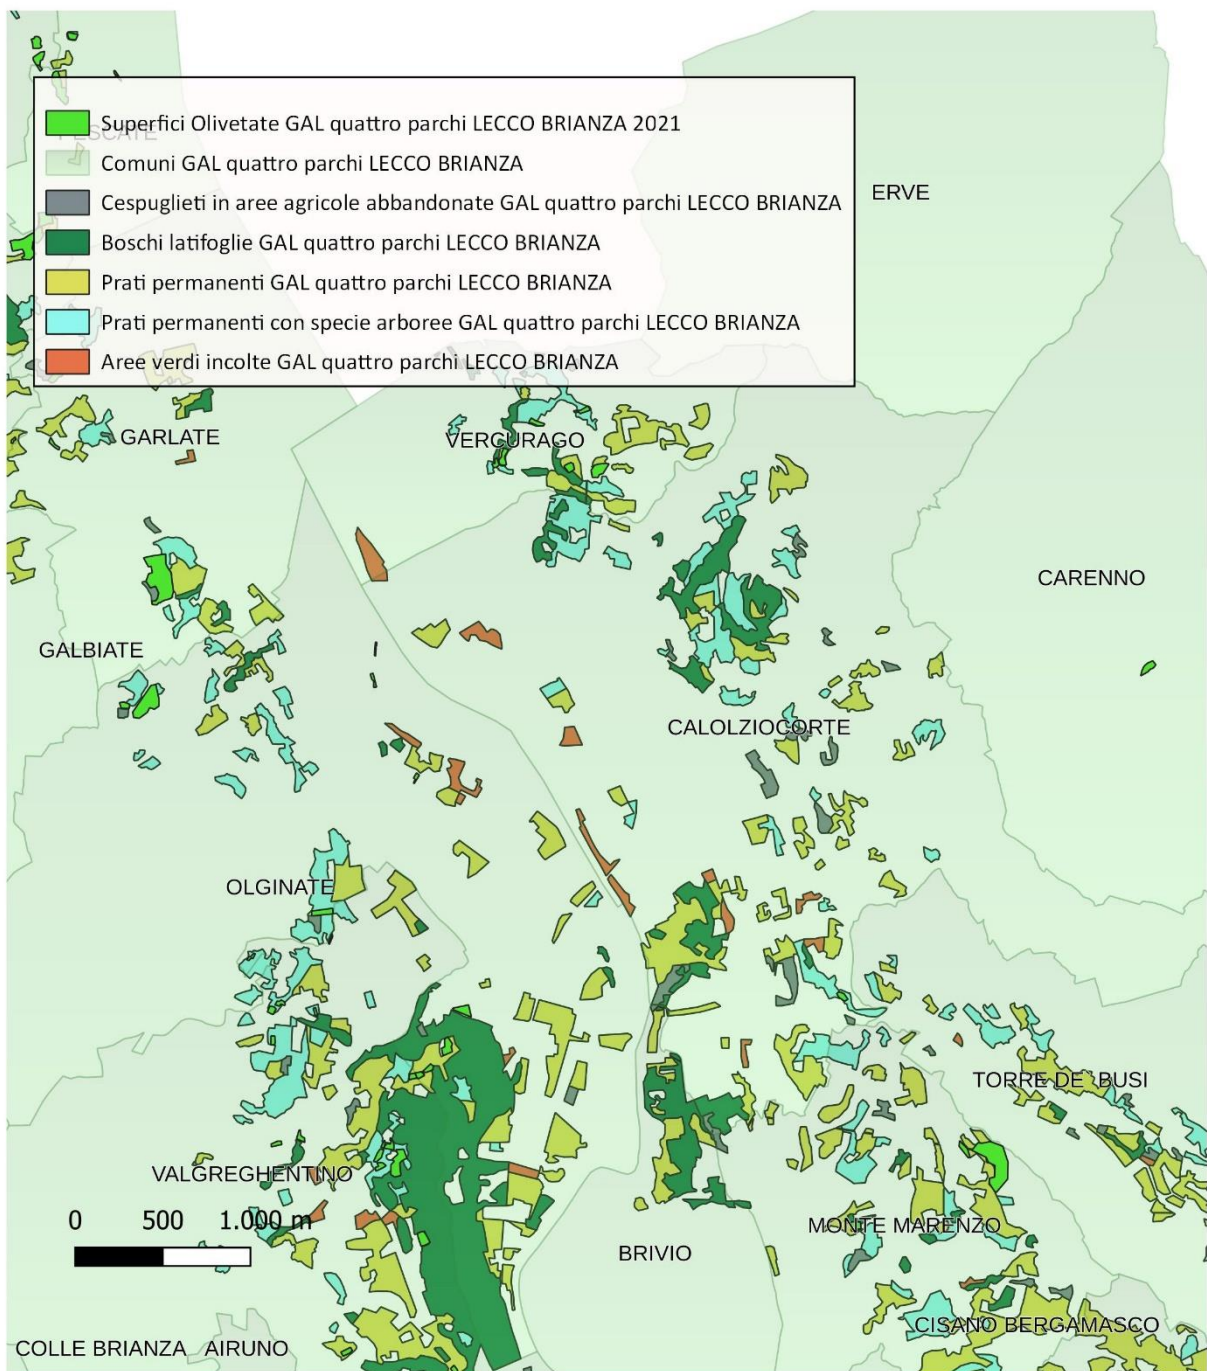 PESCATE
Superfici Olivetate GAL quattro parchi LECCO BRIANZA 2021
Comuni GAL quattro parchi LECCO BRIANZA
Cespuglieti in aree agricole abbandonate GAL quattro parchi LECCO BRIANZA
Boschi latifoglie GAL quattro parchi LECCO BRIANZA
Prati permanenti GAL quattro parchi LECCO BRIANZA
Prati permanenti con specie arboree GAL quattro parchi LECCO BRIANZA
Aree verdi incolte GAL quattro parchi LECCO BRIANZA
ERVE
GARLATE
VERCURAGO
CARENNO
GALBIATE
CALOLZIOCORTE
OLGINATE
TORRE DE' BUSI
VALGREGHENTINO
0 500 1.000 m
MONTE MARENZO
BRIVIO
CISANO BERGAMASCO
COLLE BRIANZA AIRUNO